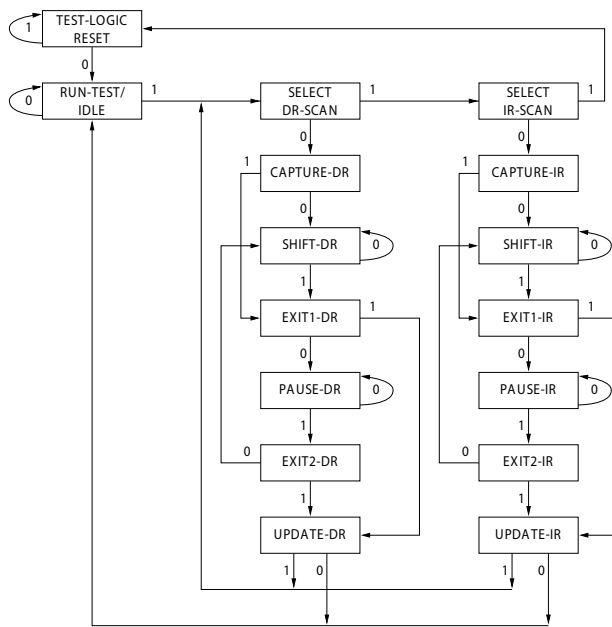 TEST-LOGIC
RESET
1
0
RUN-TEST/
IDLE
0
1
SELECT
DR-SCAN
1
SELECT
IR-SCAN
1
0
0
1
CAPTURE-DR
1
CAPTURE-IR
0
0
SHIFT-DR
0
SHIFT-IR
0
1
1
EXIT1-DR
1
EXIT1-IR
1
0
0
PAUSE-DR
0
PAUSE-IR
0
1
1
0
EXIT2-DR
0
EXIT2-IR
1
1
UPDATE-DR
UPDATE-IR
1
0
1
0